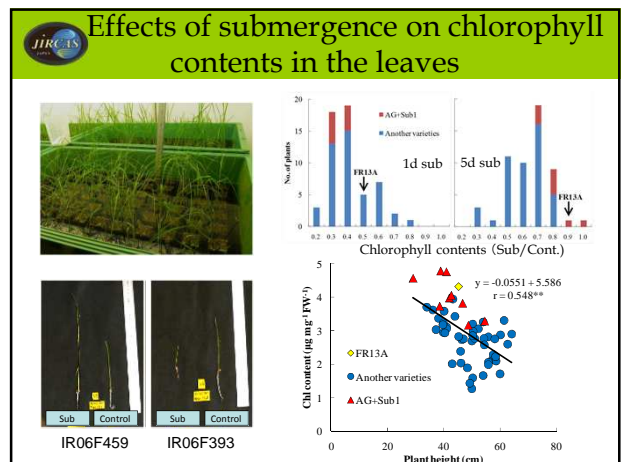 JIRCAS
JAPAN
Effects of submergence on chlorophyll
contents in the leaves
No. of plants
20
15
10
5
0
AG+Sub1
Another varieties
1d sub
FR13A
0.2 0.3 0.4 0.5 0.6 0.7 0.8 0.9 1.0
5d sub
FR13A
0.2 0.3 0.4 0.5 0.6 0.7 0.8 0.9 1.0
Chlorophyll contents (Sub/Cont.)
Chl content (µg mg-1 FW-1)
5
4
3
2
1
0
y = -0.0551 + 5.586
r = 0.548**
FR13A
Another varieties
AG+Sub1
0 20 40 60 80
Plant height (cm)
Sub Control
Sub Control
IR06F459 IR06F393